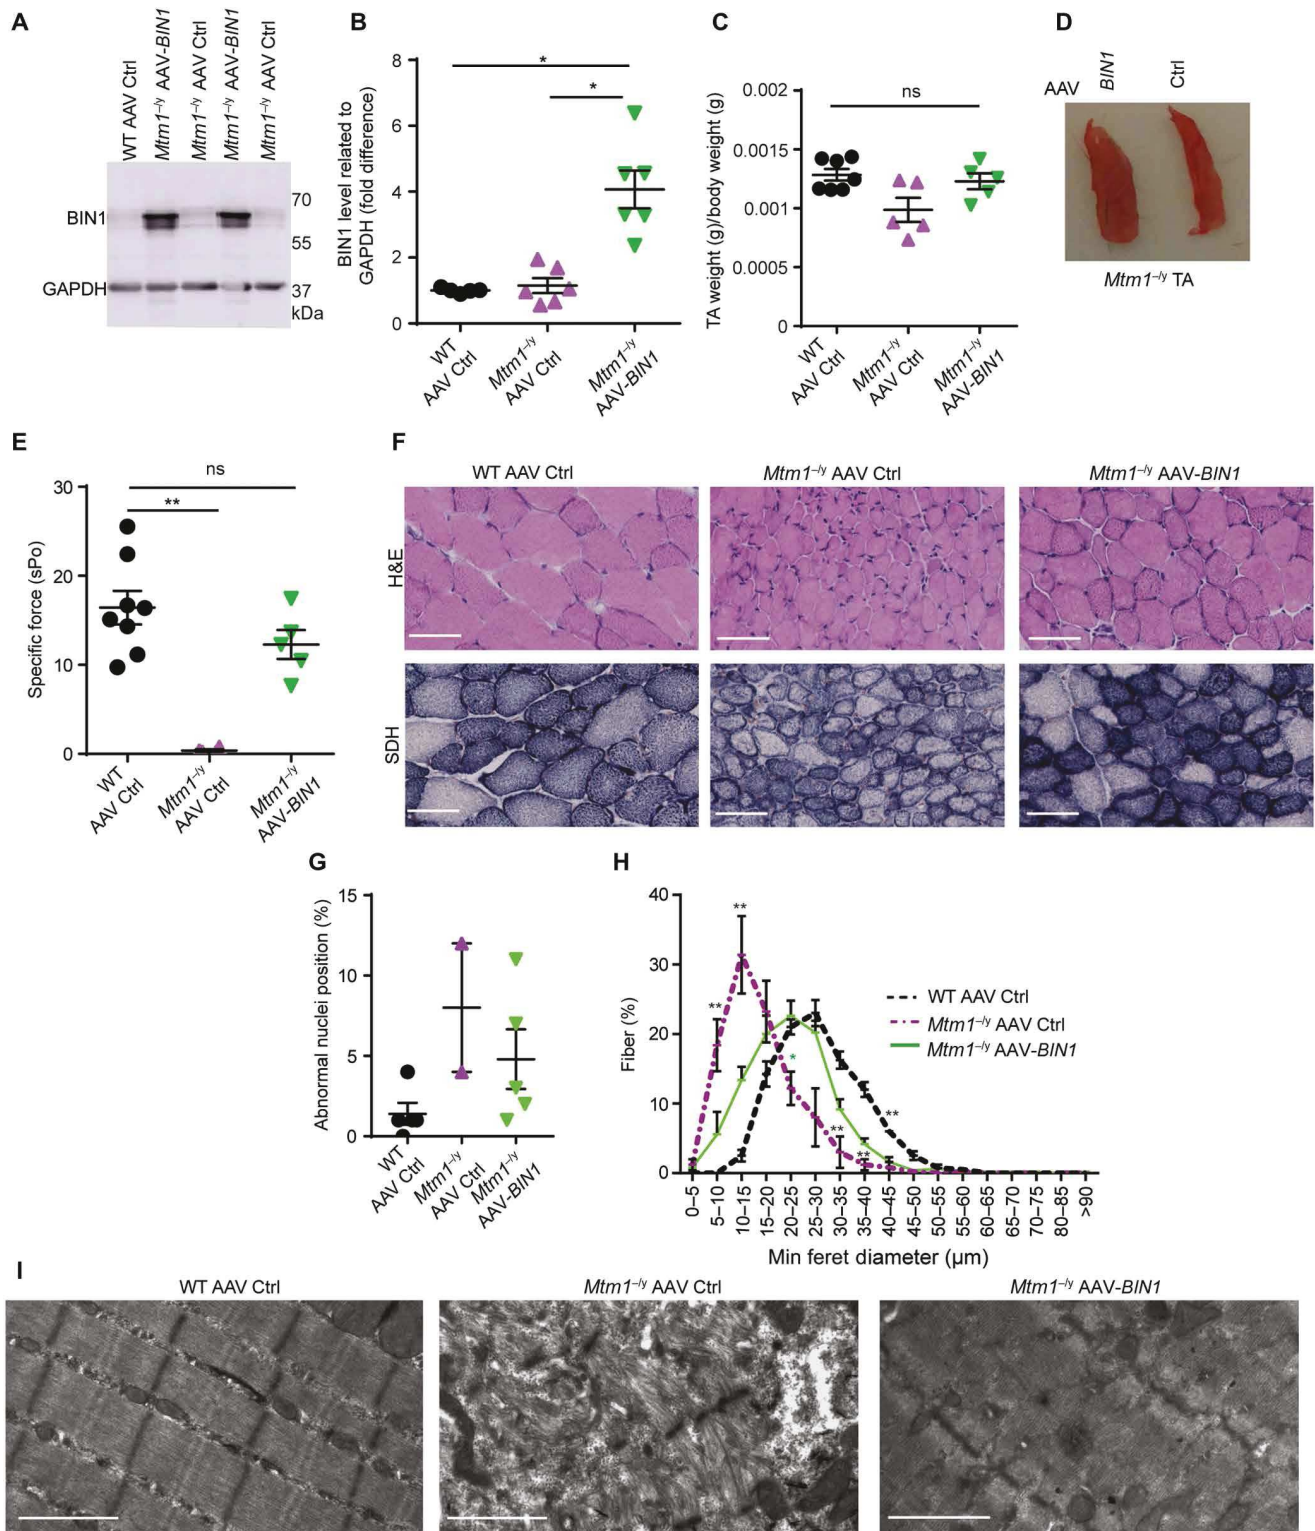 A
WT AAV Ctrl
Mtm1⁻/ʸ AAV-BIN1
Mtm1⁻/ʸ AAV Ctrl
Mtm1⁻/ʸ AAV-BIN1
Mtm1⁻/ʸ AAV Ctrl
BIN1
GAPDH
70
55
37
kDa
B
BIN1 level related to
GAPDH (fold difference)
8
6
4
2
0
*
*
WT
AAV Ctrl
Mtm1⁻/ʸ
AAV Ctrl
Mtm1⁻/ʸ
AAV-BIN1
C
TA weight (g)/body weight (g)
0.002
0.0015
0.001
0.0005
0
ns
WT
AAV Ctrl
Mtm1⁻/ʸ
AAV Ctrl
Mtm1⁻/ʸ
AAV-BIN1
D
AAV
BIN1
Ctrl
Mtm1⁻/ʸ TA
E
Specific force (sPo)
30
20
10
0
ns
**
WT
AAV Ctrl
Mtm1⁻/ʸ
AAV Ctrl
Mtm1⁻/ʸ
AAV-BIN1
F
WT AAV Ctrl
Mtm1⁻/ʸ AAV Ctrl
Mtm1⁻/ʸ AAV-BIN1
H&E
SDH
G
Abnormal nuclei position (%)
15
10
5
0
WT
AAV Ctrl
Mtm1⁻/ʸ
AAV Ctrl
Mtm1⁻/ʸ
AAV-BIN1
H
Fiber (%)
40
30
20
10
0
**
**
*
**
**
**
WT AAV Ctrl
Mtm1⁻/ʸ AAV Ctrl
Mtm1⁻/ʸ AAV-BIN1
0–5
5–10
10–15
15–20
20–25
25–30
30–35
35–40
40–45
45–50
50–55
55–60
60–65
65–70
70–75
75–80
80–85
>90
Min feret diameter (µm)
I
WT AAV Ctrl
Mtm1⁻/ʸ AAV Ctrl
Mtm1⁻/ʸ AAV-BIN1